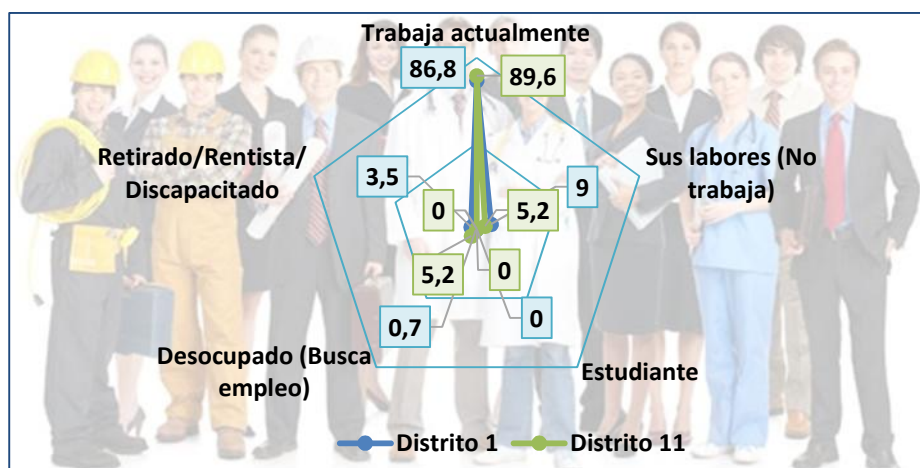 Trabaja actualmente
86,8
89,6
Retirado/Rentista/
Discapacitado
Sus labores (No
trabaja)
3,5
9
0
5,2
5,2
0
0,7
0
Desocupado (Busca
empleo)
Estudiante
Distrito 1
Distrito 11